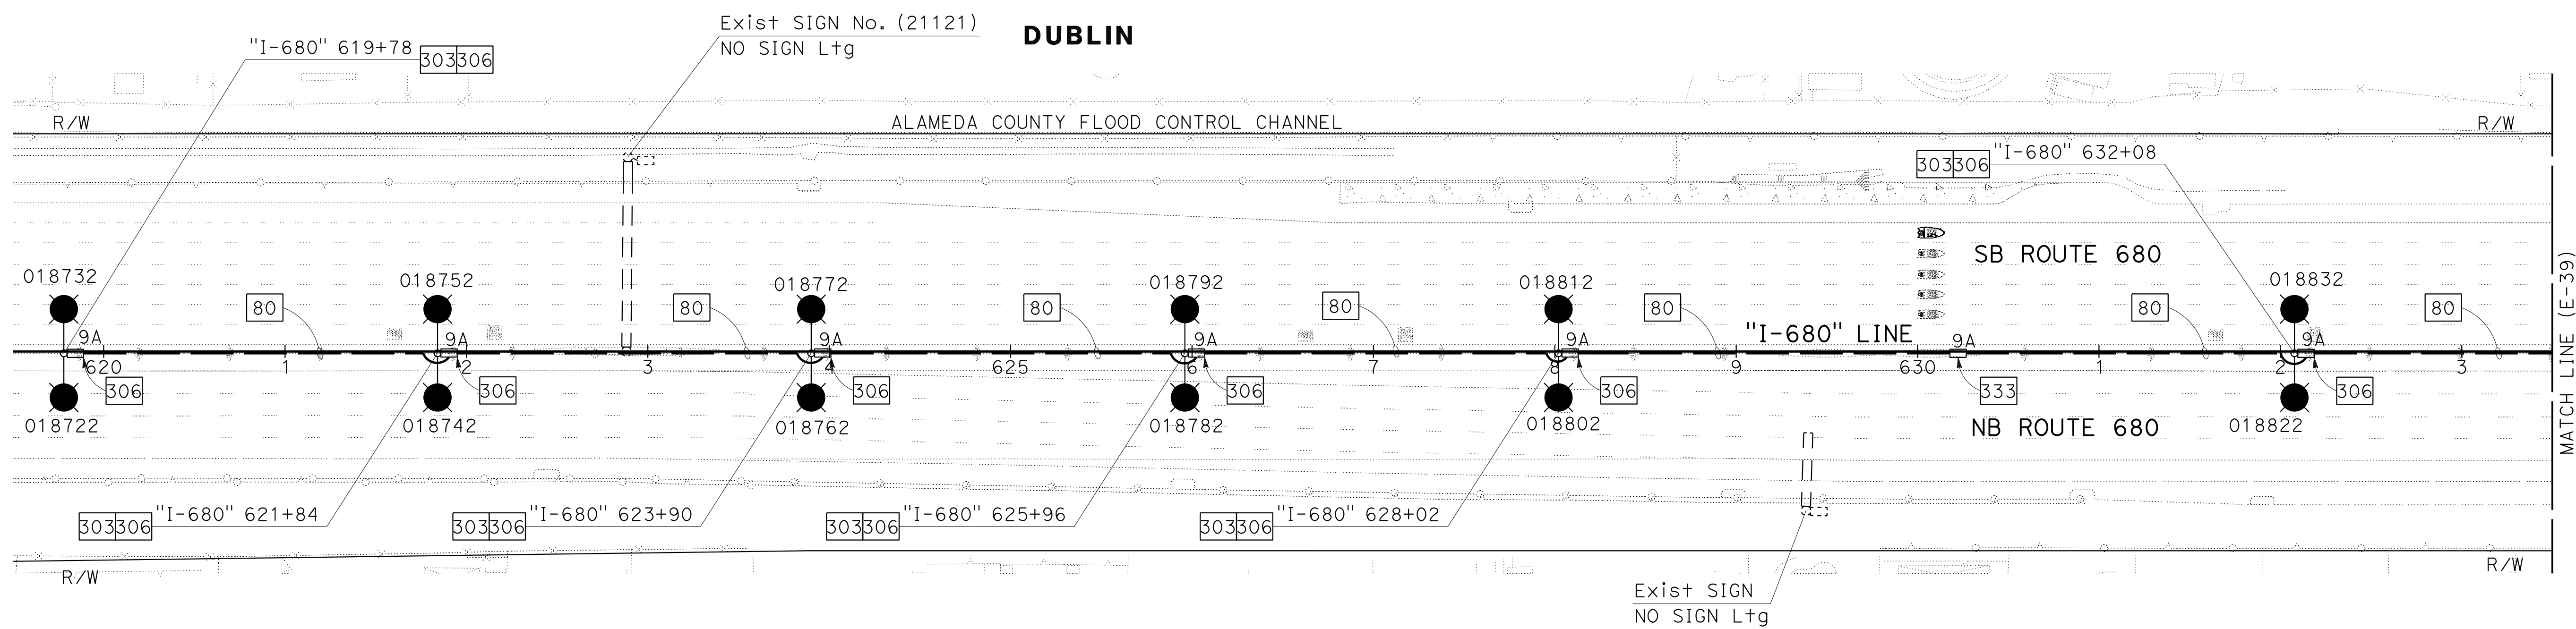 Exist SIGN No. (21121)
NO SIGN Ltg
DUBLIN
"I-680" 619+78 303 306
R/W
ALAMEDA COUNTY FLOOD CONTROL CHANNEL
R/W
303 306 "I-680" 632+08
SB ROUTE 680
018732
018752
018772
018792
018812
018832
80
80
80
80
80
80
80
"I-680" LINE
9A
9A
9A
9A
9A
9A
9A
620
1
2
3
4
625
6
7
8
9
630
1
2
3
306
306
306
306
306
333
306
018722
018742
018762
018782
018802
018822
NB ROUTE 680
MATCH LINE (E-39)
303 306 "I-680" 621+84
303 306 "I-680" 623+90
303 306 "I-680" 625+96
303 306 "I-680" 628+02
R/W
R/W
Exist SIGN
NO SIGN Ltg